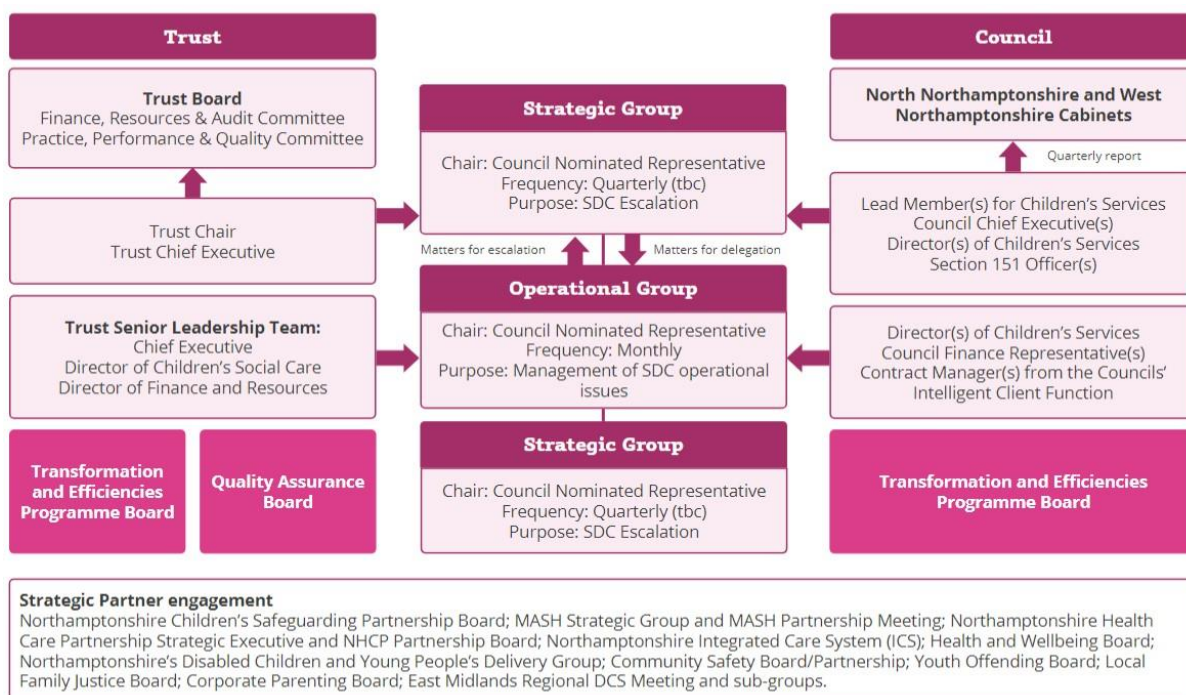 Trust
Trust Board
Finance, Resources & Audit Committee
Practice, Performance & Quality Committee
Trust Chair
Trust Chief Executive
Trust Senior Leadership Team:
Chief Executive
Director of Children's Social Care
Director of Finance and Resources
Transformation
and Efficiencies
Programme Board
Quality Assurance
Board
Strategic Group
Chair: Council Nominated Representative
Frequency: Quarterly (tbc)
Purpose: SDC Escalation
Matters for escalation
Matters for delegation
Operational Group
Chair: Council Nominated Representative
Frequency: Monthly
Purpose: Management of SDC operational
issues
Strategic Group
Chair: Council Nominated Representative
Frequency: Quarterly (tbc)
Purpose: SDC Escalation
Council
North Northamptonshire and West
Northamptonshire Cabinets
Quarterly report
Lead Member(s) for Children's Services
Council Chief Executive(s)
Director(s) of Children's Services
Section 151 Officer(s)
Director(s) of Children's Services
Council Finance Representative(s)
Contract Manager(s) from the Councils'
Intelligent Client Function
Transformation and Efficiencies
Programme Board
Strategic Partner engagement
Northamptonshire Children's Safeguarding Partnership Board; MASH Strategic Group and MASH Partnership Meeting; Northamptonshire Health
Care Partnership Strategic Executive and NHCP Partnership Board; Northamptonshire Integrated Care System (ICS); Health and Wellbeing Board;
Northamptonshire's Disabled Children and Young People's Delivery Group; Community Safety Board/Partnership; Youth Offending Board; Local
Family Justice Board; Corporate Parenting Board; East Midlands Regional DCS Meeting and sub-groups.